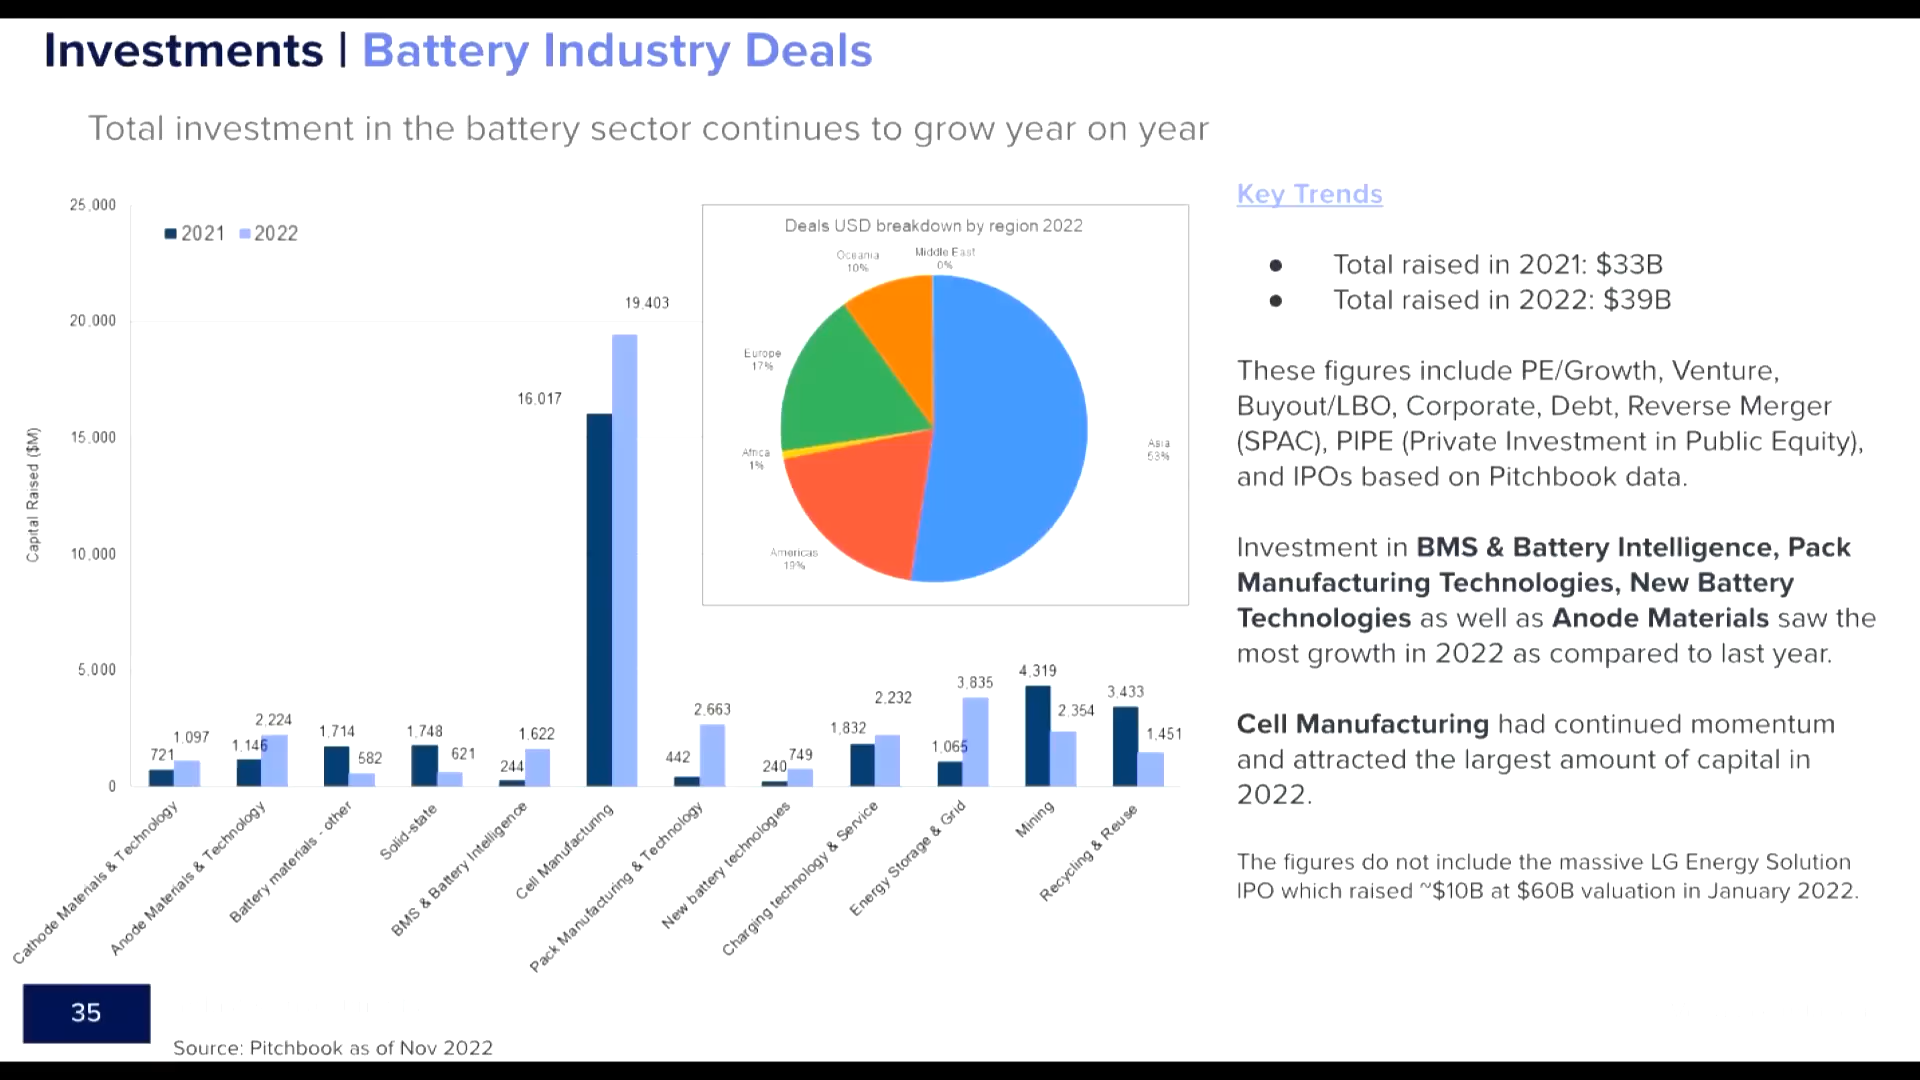 Investments | Battery Industry Deals
Total investment in the battery sector continues to grow year on year
25,000
20,000
15,000
10,000
5,000
0
Capital Raised ($M)
2021 2022
721
1,097
1,146
2,224
1,714
582
1,748
621
244
1,622
16,017
19,403
442
2,663
240
749
1,832
2,232
1,065
3,835
4,319
2,354
3,433
1,451
Cathode Materials & Technology
Anode Materials & Technology
Battery materials - other
Solid-state
BMS & Battery Intelligence
Cell Manufacturing
Pack Manufacturing & Technology
New battery technologies
Charging technology & Service
Energy Storage & Grid
Mining
Recycling & Reuse
Deals USD breakdown by region 2022
Oceania
10%
Middle East
0%
Europe
17%
Africa
1%
Americas
19%
Asia
53%
Key Trends
● Total raised in 2021: $33B
● Total raised in 2022: $39B
These figures include PE/Growth, Venture,
Buyout/LBO, Corporate, Debt, Reverse Merger
(SPAC), PIPE (Private Investment in Public Equity),
and IPOs based on Pitchbook data.
Investment in BMS & Battery Intelligence, Pack
Manufacturing Technologies, New Battery
Technologies as well as Anode Materials saw the
most growth in 2022 as compared to last year.
Cell Manufacturing had continued momentum
and attracted the largest amount of capital in
2022.
The figures do not include the massive LG Energy Solution
IPO which raised ~$10B at $60B valuation in January 2022.
35
Source: Pitchbook as of Nov 2022